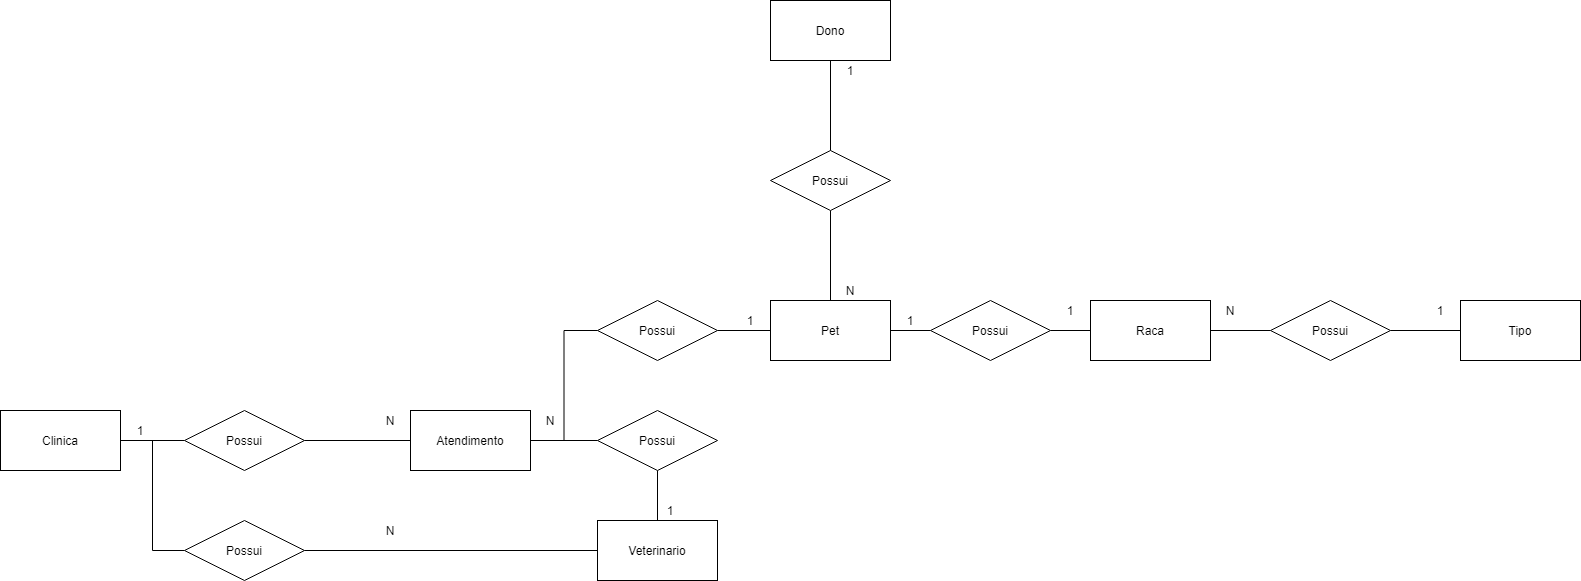 Dono
1
Possui
N
Possui
1
Pet
1
Possui
1
Raca
N
Possui
1
Tipo
Clinica
1
Possui
N
Atendimento
N
Possui
1
Possui
N
Veterinario